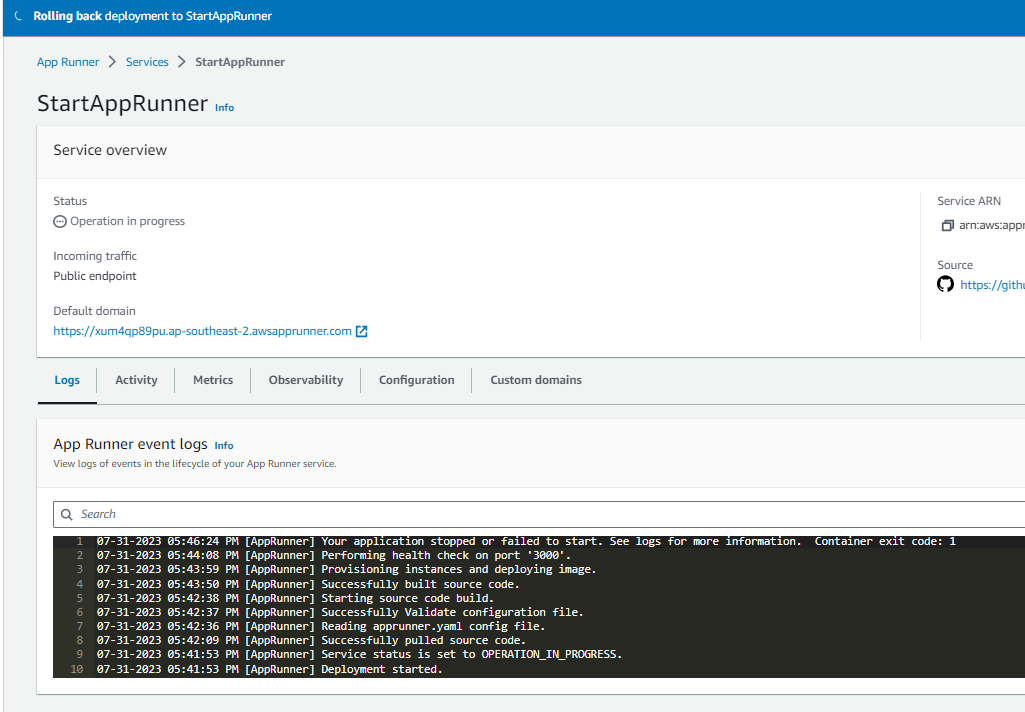 Rolling back deployment to StartAppRunner
App Runner > Services > StartAppRunner
StartAppRunner Info
Service overview
Status
Operation in progress
Incoming traffic
Public endpoint
Default domain
https://xum4qp89pu.ap-southeast-2.awsapprunner.com
Service ARN
arn:aws:appr
Source
https://gith
Logs Activity Metrics Observability Configuration Custom domains
App Runner event logs Info
View logs of events in the lifecycle of your App Runner service.
Search
1 07-31-2023 05:46:24 PM [AppRunner] Your application stopped or failed to start. See logs for more information.  Container exit code: 1
2 07-31-2023 05:44:08 PM [AppRunner] Performing health check on port '3000'.
3 07-31-2023 05:43:59 PM [AppRunner] Provisioning instances and deploying image.
4 07-31-2023 05:43:50 PM [AppRunner] Successfully built source code.
5 07-31-2023 05:42:38 PM [AppRunner] Starting source code build.
6 07-31-2023 05:42:37 PM [AppRunner] Successfully Validate configuration file.
7 07-31-2023 05:42:36 PM [AppRunner] Reading apprunner.yaml config file.
8 07-31-2023 05:42:09 PM [AppRunner] Successfully pulled source code.
9 07-31-2023 05:41:53 PM [AppRunner] Service status is set to OPERATION_IN_PROGRESS.
10 07-31-2023 05:41:53 PM [AppRunner] Deployment started.